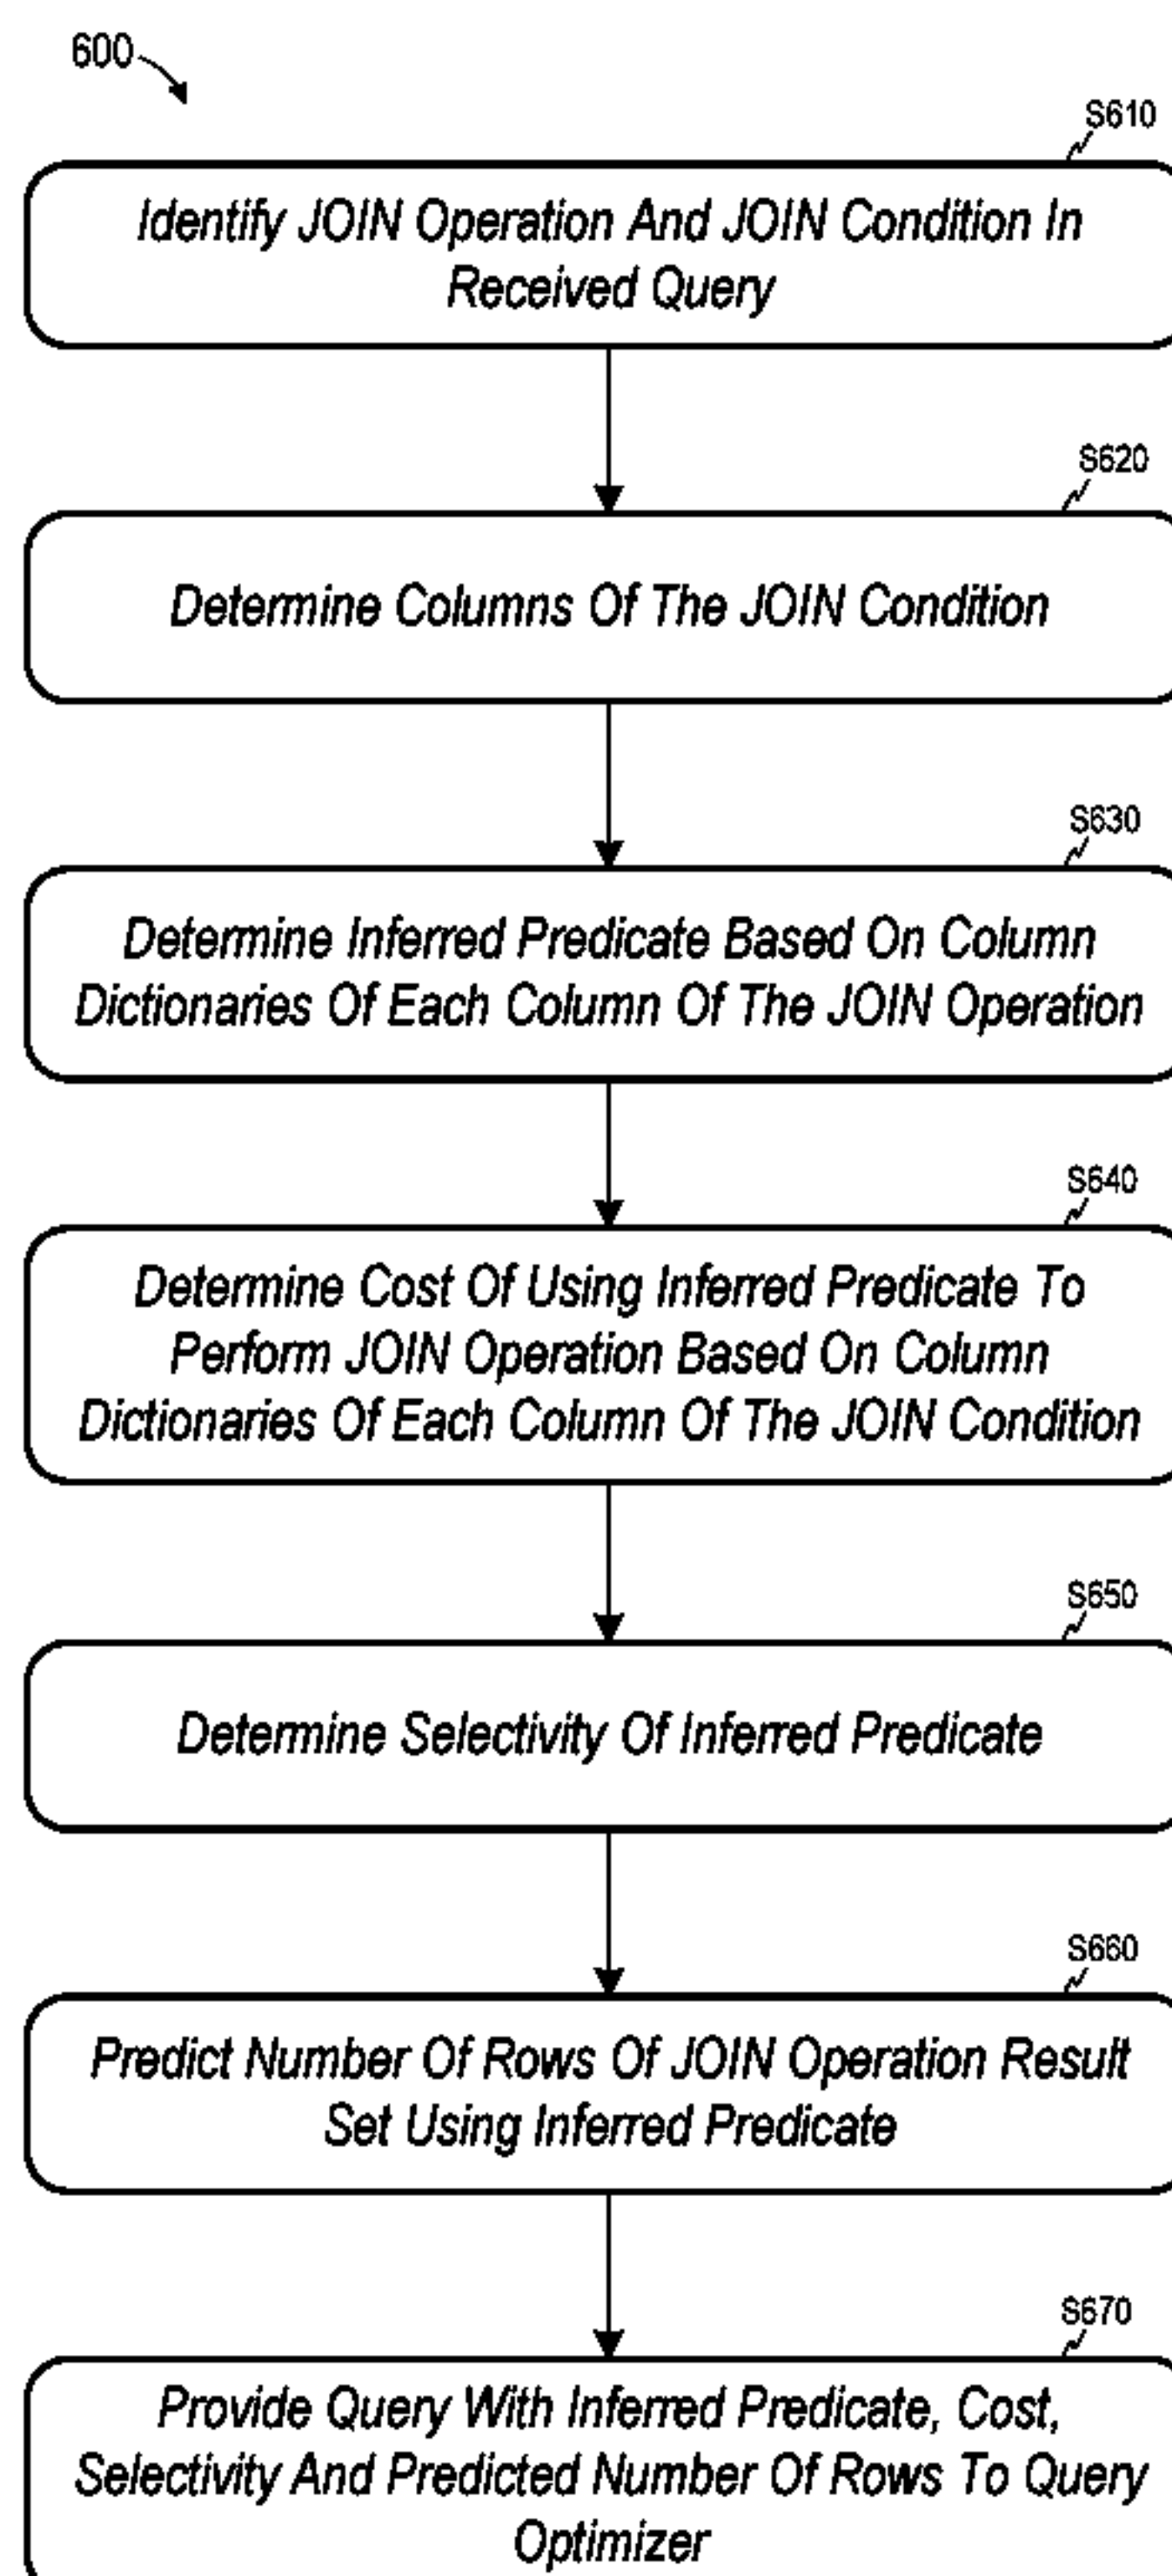 600
S610
Identify JOIN Operation And JOIN Condition In
Received Query
S620
Determine Columns Of The JOIN Condition
S630
Determine Inferred Predicate Based On Column
Dictionaries Of Each Column Of The JOIN Operation
S640
Determine Cost Of Using Inferred Predicate To
Perform JOIN Operation Based On Column
Dictionaries Of Each Column Of The JOIN Condition
S650
Determine Selectivity Of Inferred Predicate
S660
Predict Number Of Rows Of JOIN Operation Result
Set Using Inferred Predicate
S670
Provide Query With Inferred Predicate, Cost,
Selectivity And Predicted Number Of Rows To Query
Optimizer